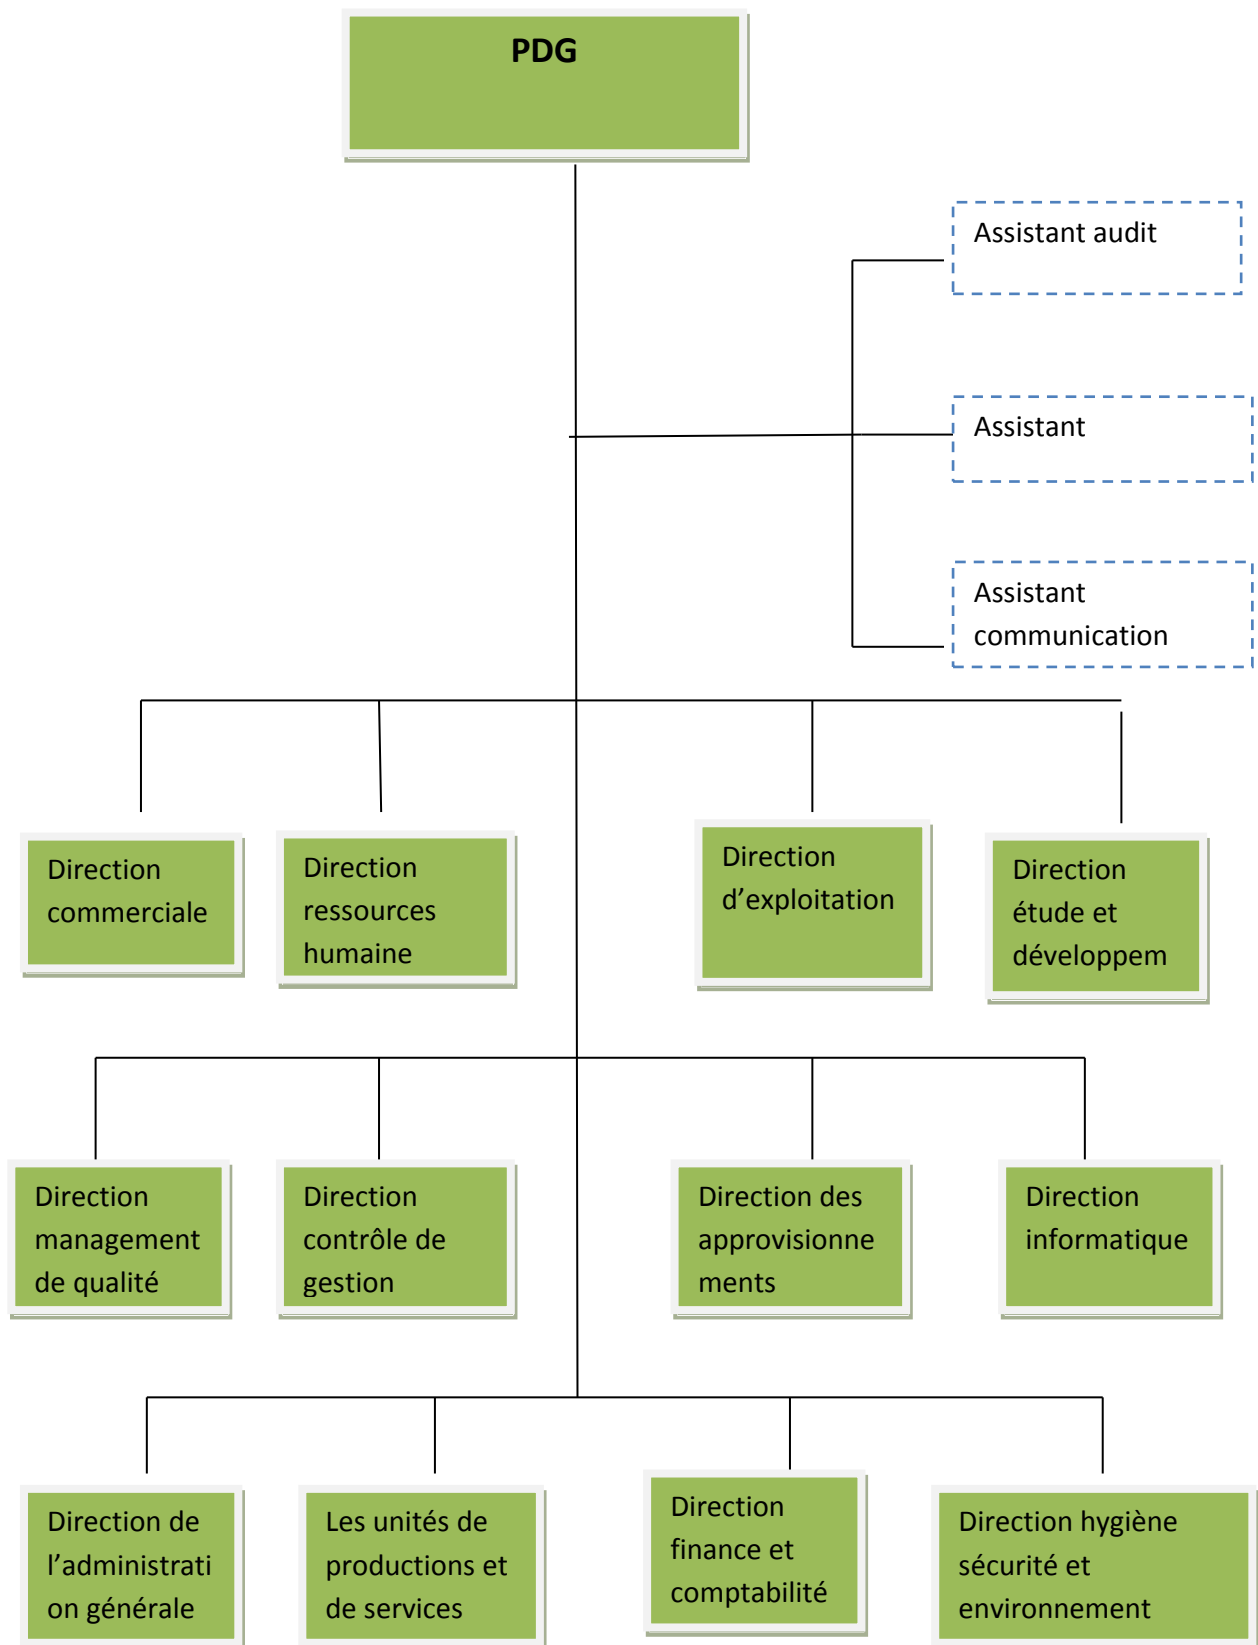 PDG
Assistant audit
Assistant
Assistant
communication
Direction
commerciale
Direction
ressources
humaine
Direction
d’exploitation
Direction
étude et
développem
Direction
management
de qualité
Direction
contrôle de
gestion
Direction des
approvisionne
ments
Direction
informatique
Direction de
l’administrati
on générale
Les unités de
productions et
de services
Direction
finance et
comptabilité
Direction hygiène
sécurité et
environnement